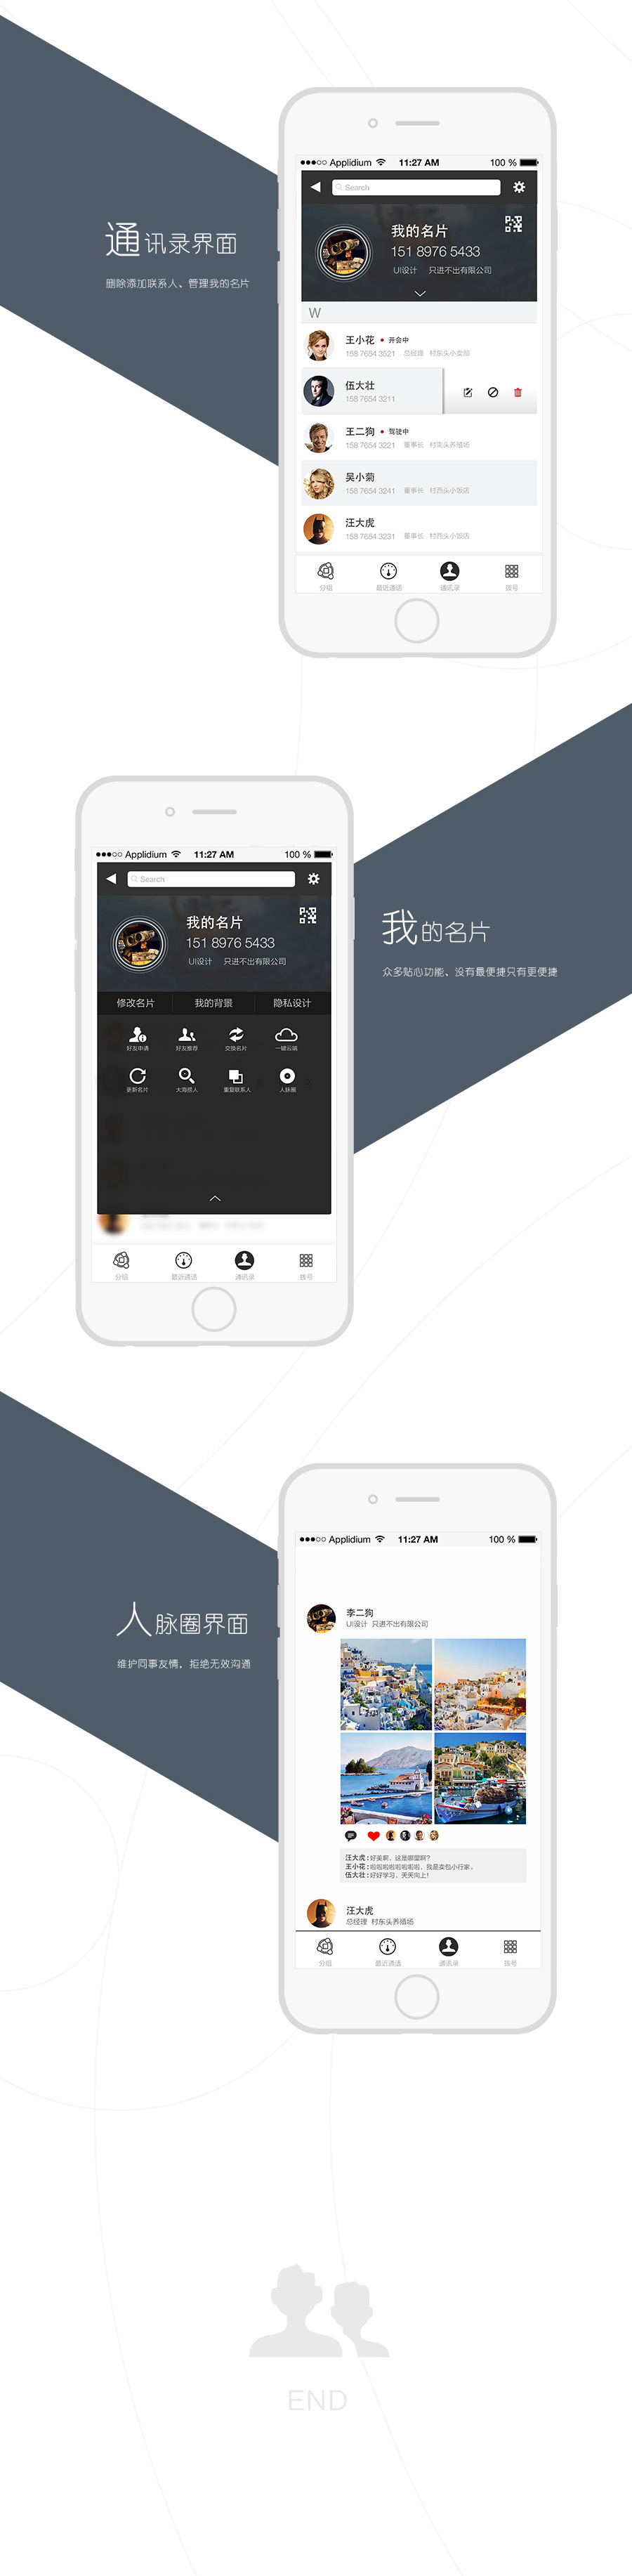 ●●●○○ Applidium 11:27 AM 100 %
Search
我的名片
151 8976 5433
UI设计 只进不出有限公司
通讯录界面
删除添加联系人、管理我的名片
W
王小花 • 开会中
158 7654 3521 总经理 村东头小卖部
伍大壮
158 7654 3211
王二狗 • 驾驶中
158 7654 3221 董事长 村南头养殖场
吴小菊
158 7654 3241 董事长 村西头小饭店
汪大虎
158 7654 3231 董事长 村西头小饭店
分组 最近通话 通讯录 拨号
●●●○○ Applidium 11:27 AM 100 %
Search
我的名片
151 8976 5433
UI设计 只进不出有限公司
我的名片
众多贴心功能、没有最便捷只有更便捷
修改名片 我的背景 隐私设计
好友申请 好友推荐 交换名片 一键云端
更新名片 大海捞人 重复联系人 人脉圈
分组 最近通话 通讯录 拨号
●●●○○ Applidium 11:27 AM 100 %
人脉圈界面
维护同事友情，拒绝无效沟通
李二狗
UI设计 只进不出有限公司
汪大虎：好美啊，这是哪里啊？
王小花：啦啦啦啦啦啦啦，我是卖包小行家。
伍大壮：好好学习，天天向上！
汪大虎
总经理 村东头养殖场
分组 最近通话 通讯录 拨号
END